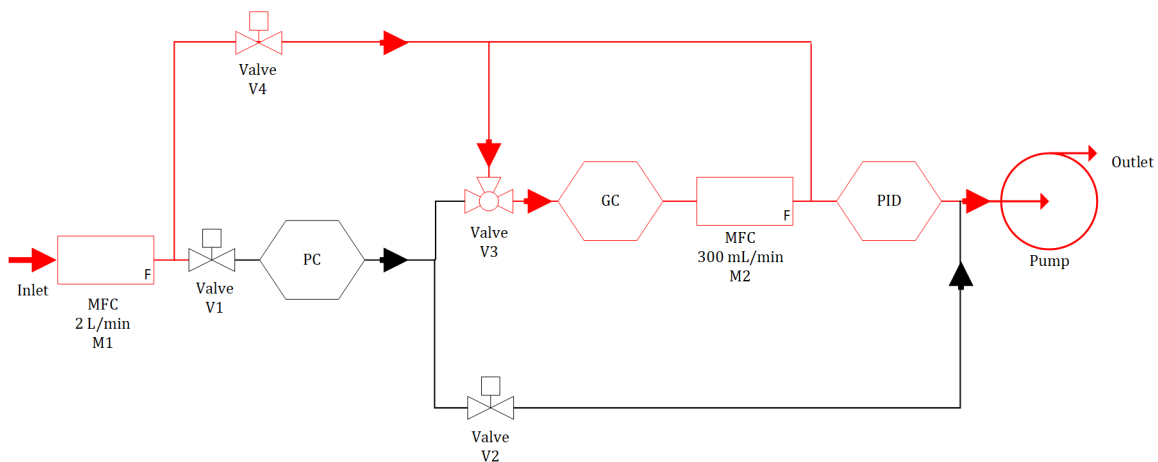 Valve
V4
Outlet
GC
F
PID
Valve
V3
MFC
300 mL/min
M2
Pump
PC
F
Inlet
Valve
V1
MFC
2 L/min
M1
Valve
V2